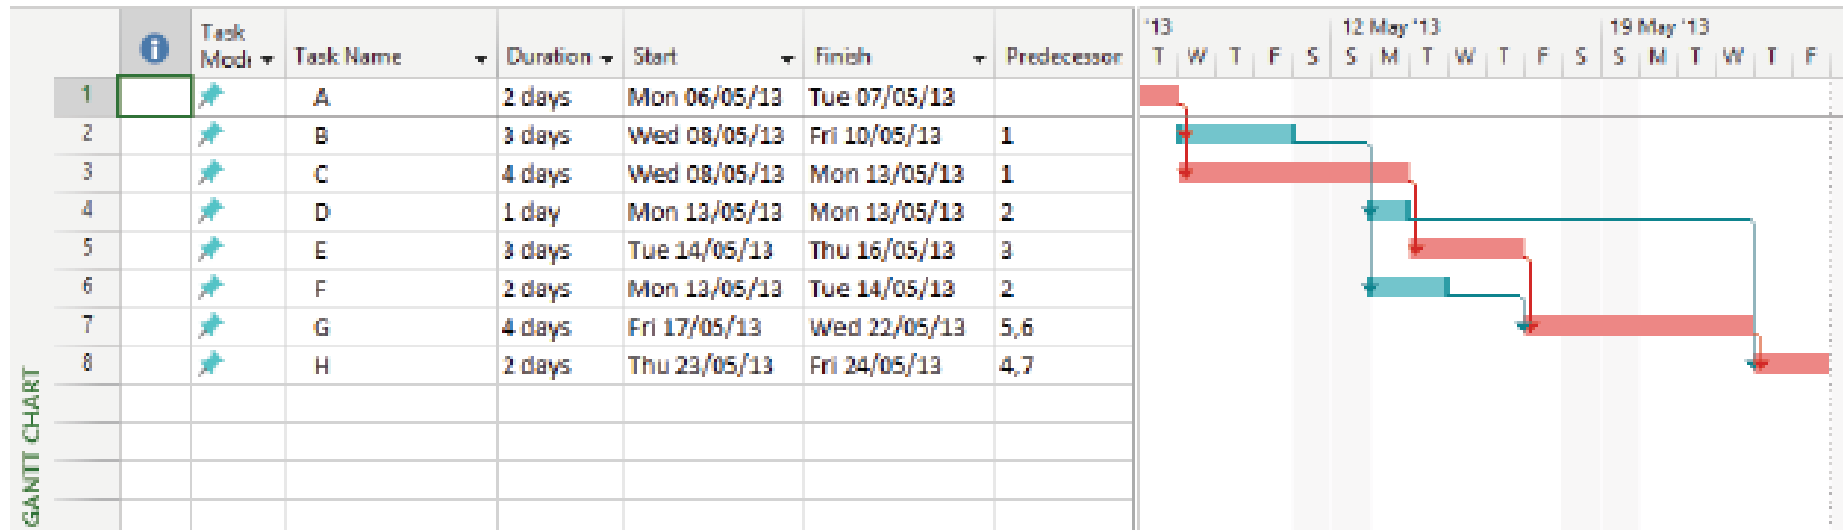 '13 12 May '13 19 May '13
Task Mode Task Name Duration Start Finish Predecessor T W T F S S M T W T F S S M T W T F
1 A 2 days Mon 06/05/13 Tue 07/05/13
2 B 3 days Wed 08/05/13 Fri 10/05/13 1
3 C 4 days Wed 08/05/13 Mon 13/05/13 1
4 D 1 day Mon 13/05/13 Mon 13/05/13 2
5 E 3 days Tue 14/05/13 Thu 16/05/13 3
6 F 2 days Mon 13/05/13 Tue 14/05/13 2
7 G 4 days Fri 17/05/13 Wed 22/05/13 5,6
8 H 2 days Thu 23/05/13 Fri 24/05/13 4,7
GANTT CHART